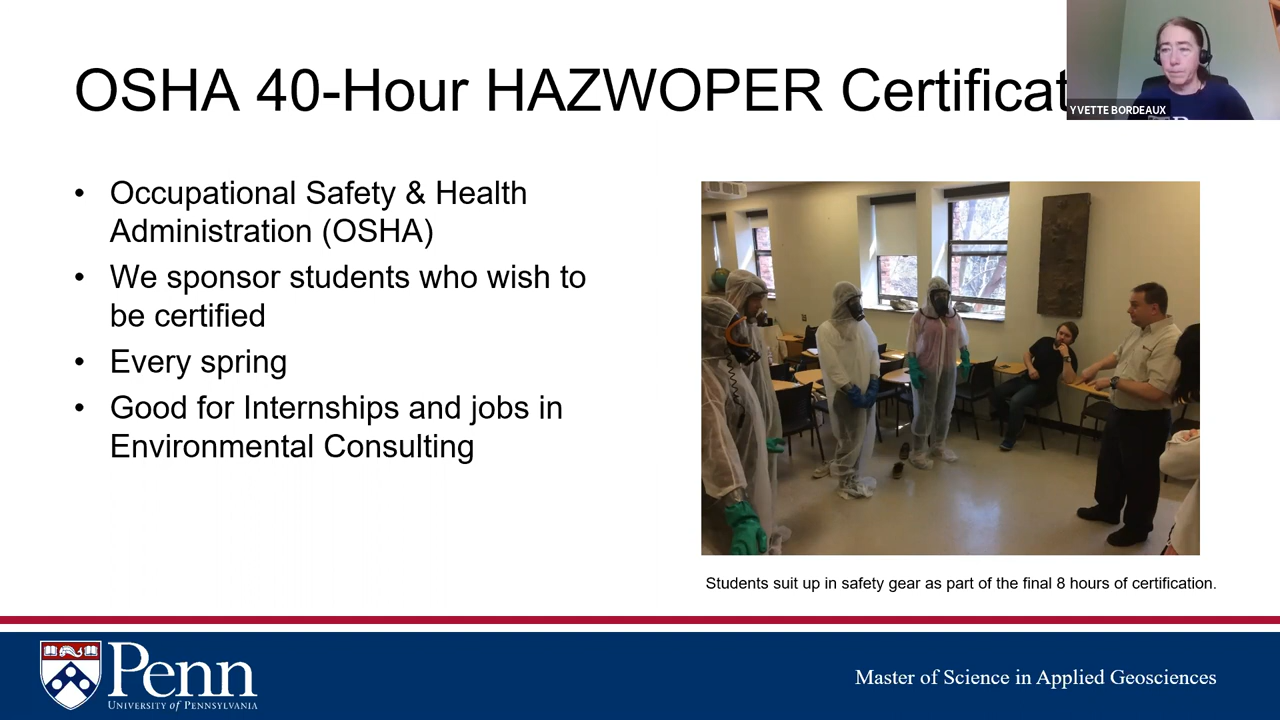 OSHA 40-Hour HAZWOPER Certificat
YVETTE BORDEAUX
• Occupational Safety & Health
Administration (OSHA)
• We sponsor students who wish to
be certified
• Every spring
• Good for Internships and jobs in
Environmental Consulting
Students suit up in safety gear as part of the final 8 hours of certification.
Penn
UNIVERSITY of PENNSYLVANIA
Master of Science in Applied Geosciences